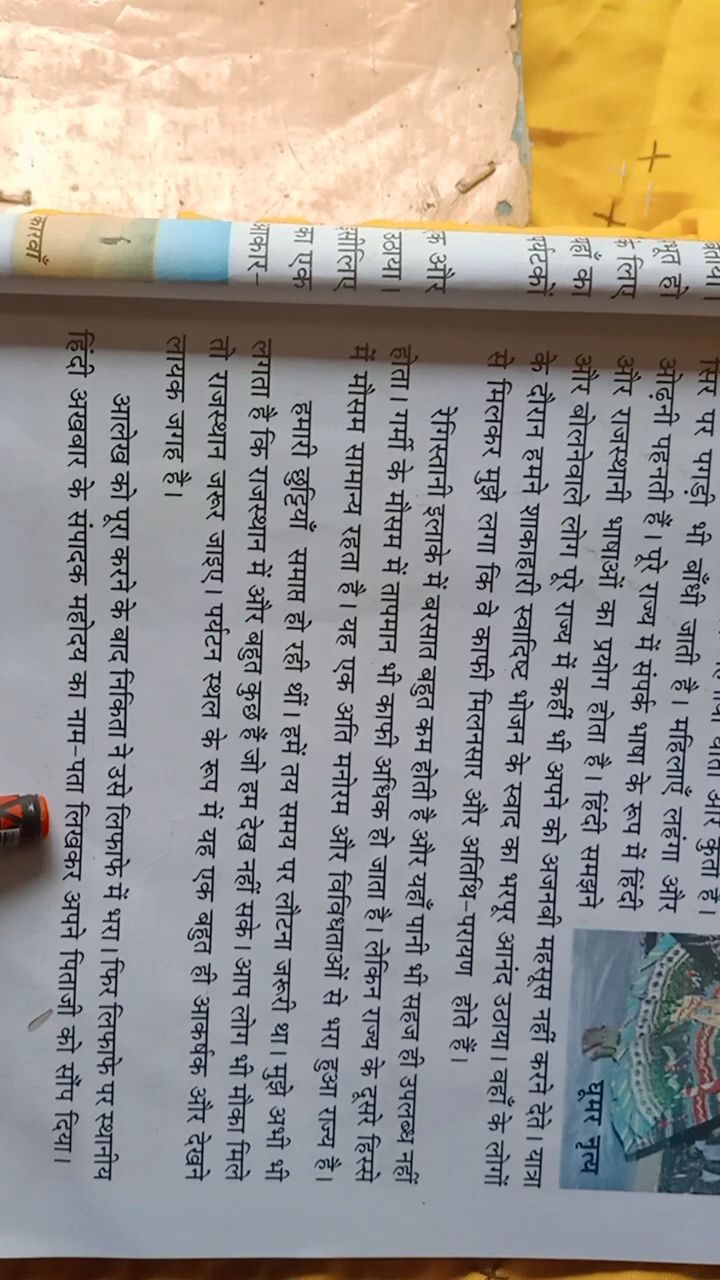 सिर पर पगड़ी भी बाँधी जाती है। महिलाएँ लहंगा और
ओढ़नी पहनती हैं। पूरे राज्य में संपर्क भाषा के रूप में हिंदी
और राजस्थानी भाषाओं का प्रयोग होता है। हिंदी समझने
और बोलनेवाले लोग पूरे राज्य में कहीं भी अपने को अजनबी महसूस नहीं करने देते। यात्रा
के दौरान हमने शाकाहारी स्वादिष्ट भोजन के स्वाद का भरपूर आनंद उठाया। वहाँ के लोगों
से मिलकर मुझे लगा कि वे काफी मिलनसार और अतिथि-परायण होते हैं।
रेगिस्तानी इलाके में बरसात बहुत कम होती है और यहाँ पानी भी सहज ही उपलब्ध नहीं
होता। गर्मी के मौसम में तापमान भी काफी अधिक हो जाता है। लेकिन राज्य के दूसरे हिस्से
में मौसम सामान्य रहता है। यह एक अति मनोरम और विविधताओं से भरा हुआ राज्य है।
हमारी छुट्टियाँ समाप्त हो रही थीं। हमें तय समय पर लौटना जरूरी था। मुझे अभी भी
लगता है कि राजस्थान में और बहुत कुछ हैं जो हम देख नहीं सके। आप लोग भी मौका मिले
तो राजस्थान जरूर जाइए। पर्यटन स्थल के रूप में यह एक बहुत ही आकर्षक और देखने
लायक जगह है।
आलेख को पूरा करने के बाद निकिता ने उसे लिफाफे में भरा। फिर लिफाफे पर स्थानीय
हिंदी अखबार के संपादक महोदय का नाम-पता लिखकर अपने पिताजी को सौंप दिया।
घूमर नृत्य
हो
के लिए
का
और
उठाया।
का एक